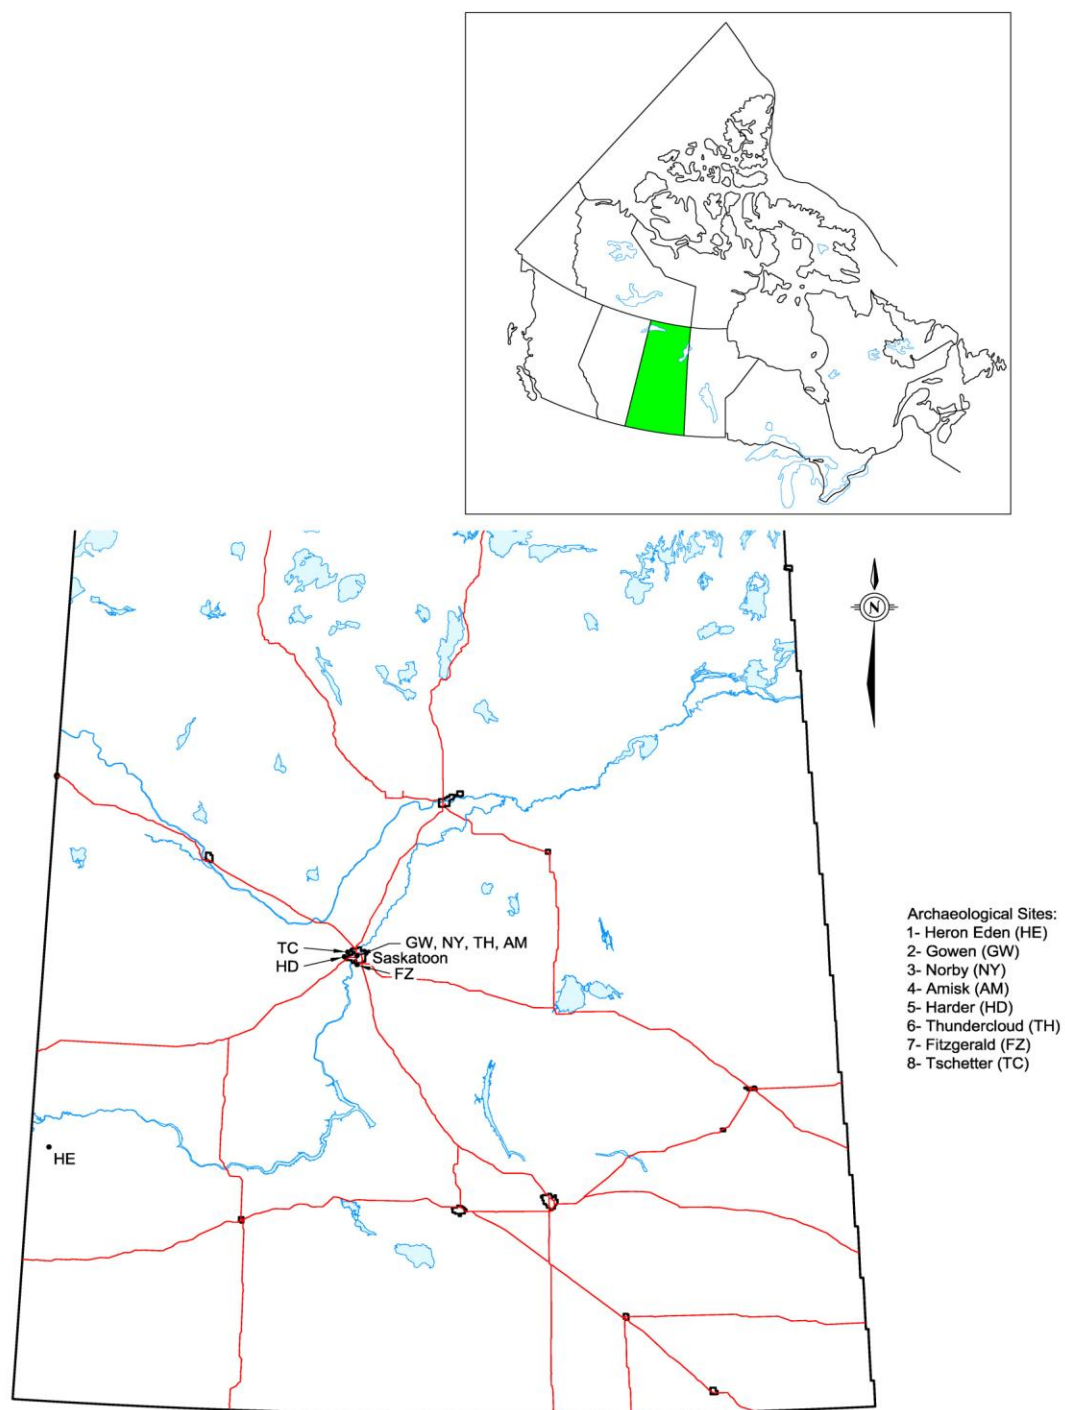 N
TC
GW, NY, TH, AM
HD
Saskatoon
FZ
HE
Archaeological Sites:
1- Heron Eden (HE)
2- Gowen (GW)
3- Norby (NY)
4- Amisk (AM)
5- Harder (HD)
6- Thundercloud (TH)
7- Fitzgerald (FZ)
8- Tschetter (TC)